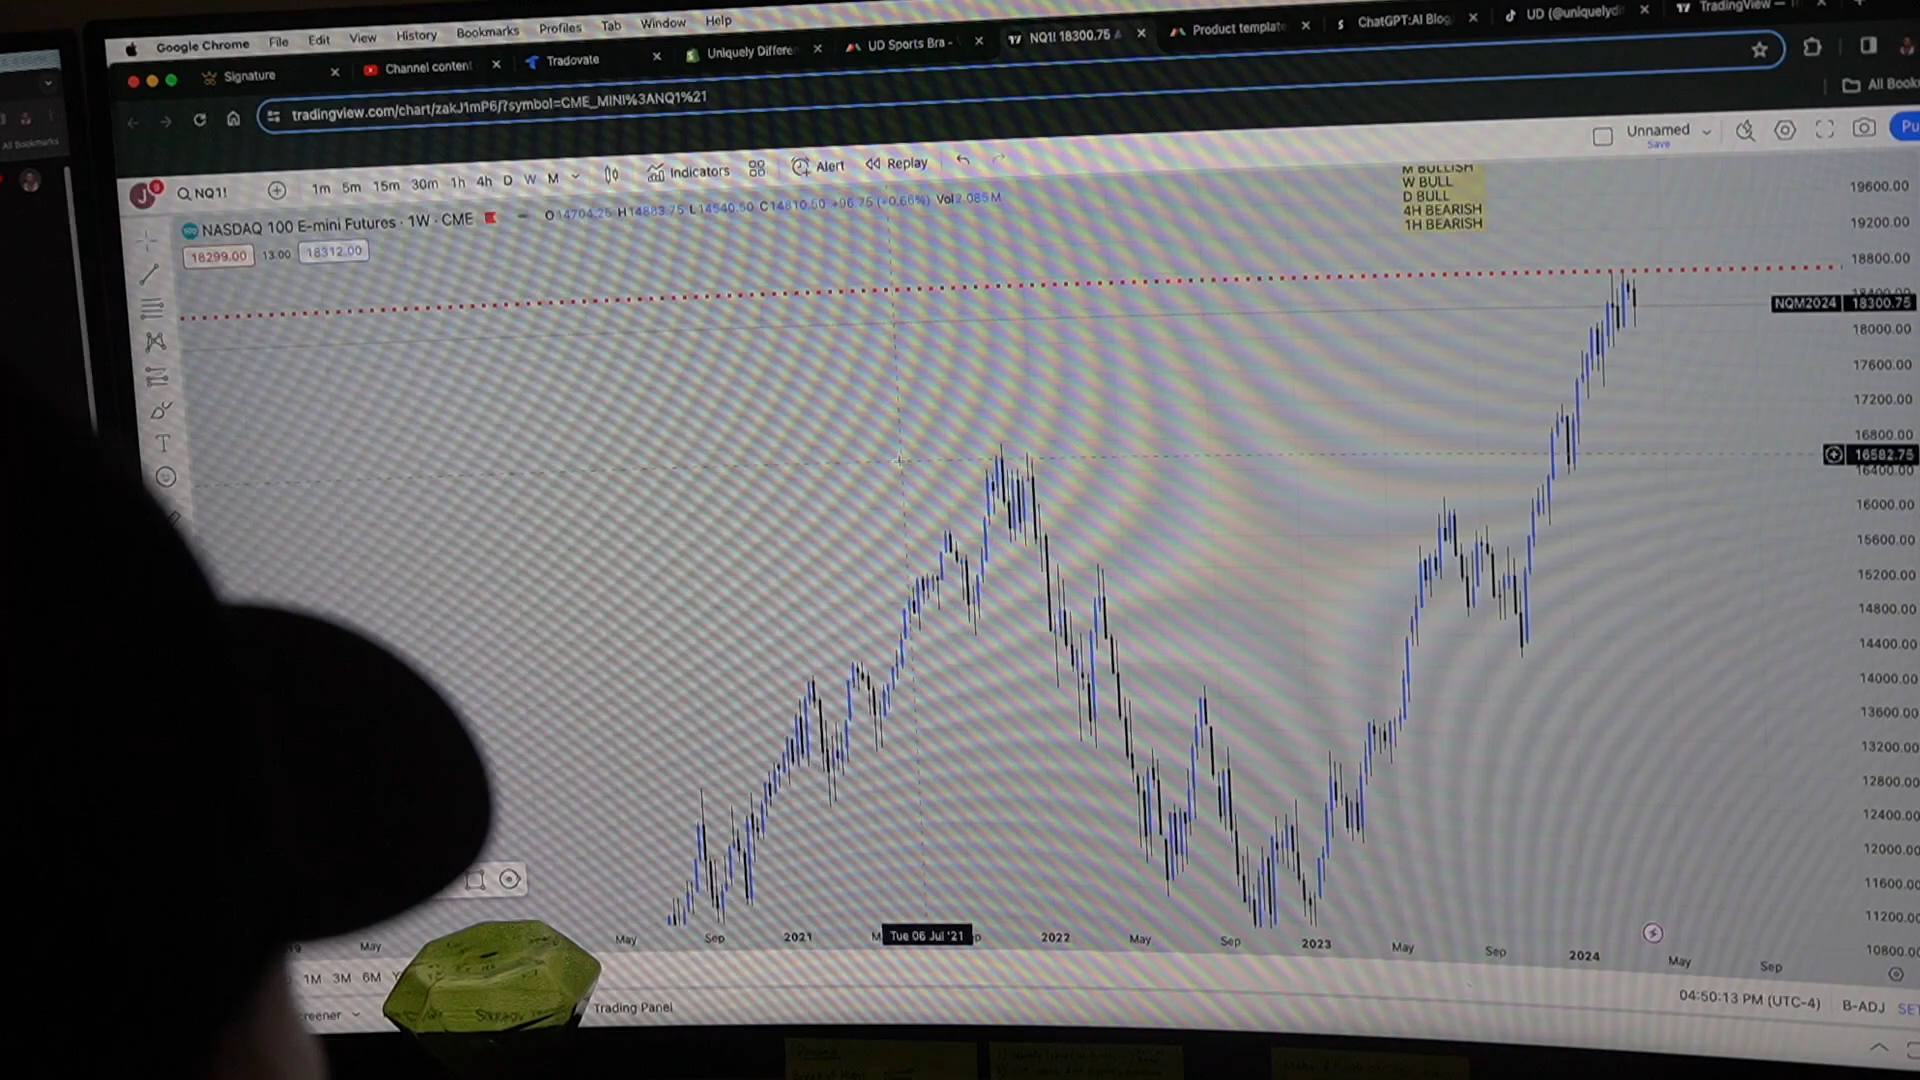 Google Chrome File Edit View History Bookmarks Profiles Tab Window Help
Signature Channel content Tradovate Uniquely Differe UD Sports Bra - NQ1! 18300.75 Product template ChatGPT:AI Blog UD (@uniquelydi TradingView —
tradingview.com/chart/zakJ1mP6/?symbol=CME_MINI%3ANQ1%21
All Bookmarks
All Book
J NQ1! 1m 5m 15m 30m 1h 4h D W M Indicators Alert Replay Unnamed Pu
Save
NASDAQ 100 E-mini Futures · 1W · CME O14704.25 H14883.75 L14540.50 C14810.50 +96.75 (+0.66%) Vol2.085M
18299.00 13.00 18312.00
M BULLISH
W BULL
D BULL
4H BEARISH
1H BEARISH
19600.00
19200.00
18800.00
18400.00
NQM2024 18300.75
18000.00
17600.00
17200.00
16800.00
16582.75
16400.00
16000.00
15600.00
15200.00
14800.00
14400.00
14000.00
13600.00
13200.00
12800.00
12400.00
12000.00
11600.00
11200.00
10800.00
19 May May Sep 2021 M Tue 06 Jul '21 p 2022 May Sep 2023 May Sep 2024 May Sep
1M 3M 6M Y
04:50:13 PM (UTC-4) B-ADJ SET
reener Trading Panel